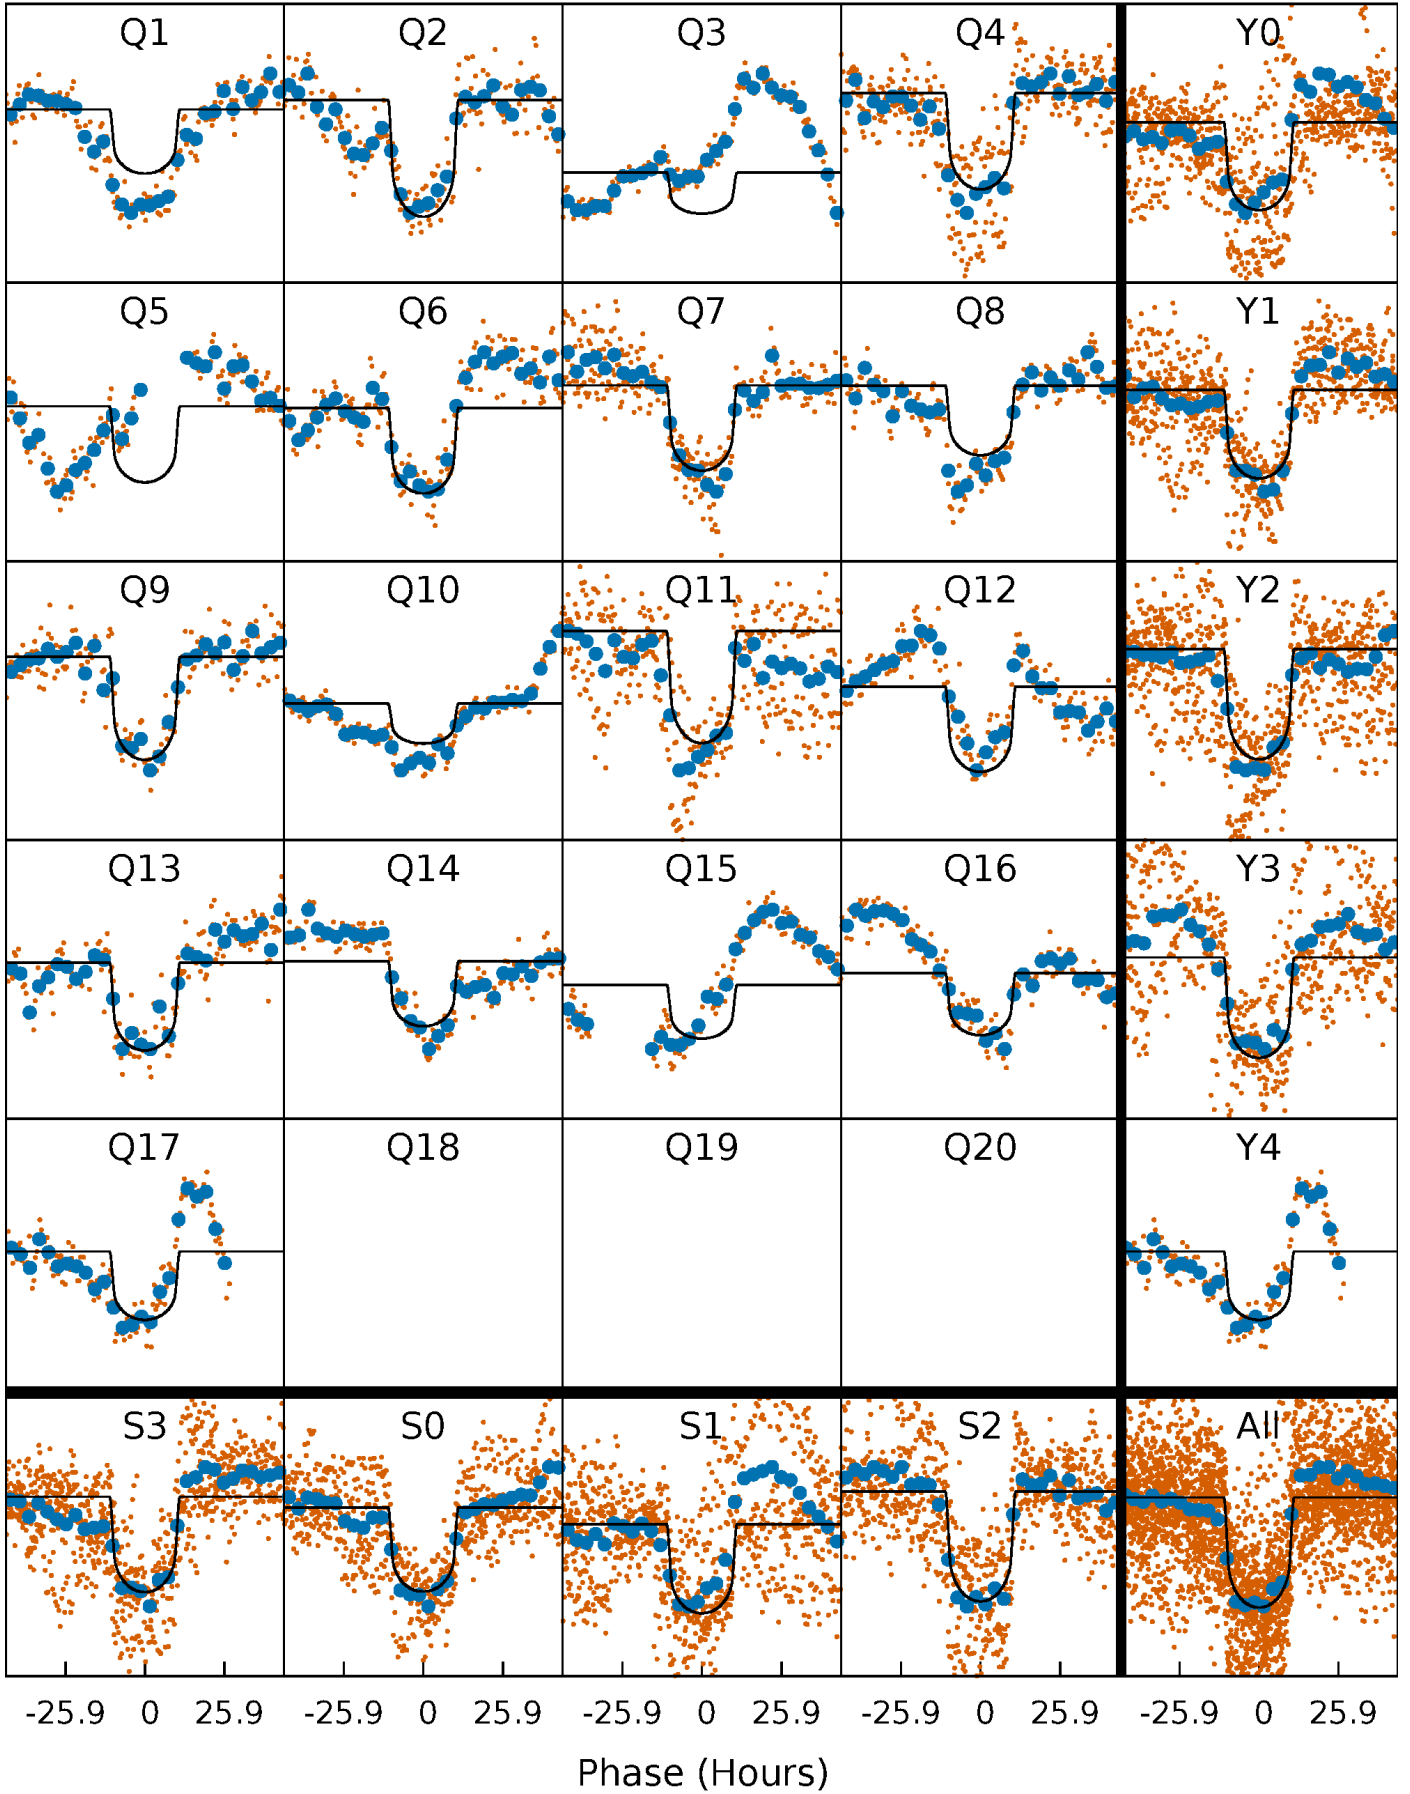 Q1 Q2 Q3 Q4 Y0
Q5 Q6 Q7 Q8 Y1
Q9 Q10 Q11 Q12 Y2
Q13 Q14 Q15 Q16 Y3
Q17 Q18 Q19 Q20 Y4
S3 S0 S1 S2 All
-25.9 0 25.9 -25.9 0 25.9 -25.9 0 25.9 -25.9 0 25.9 -25.9 0 25.9
Phase (Hours)